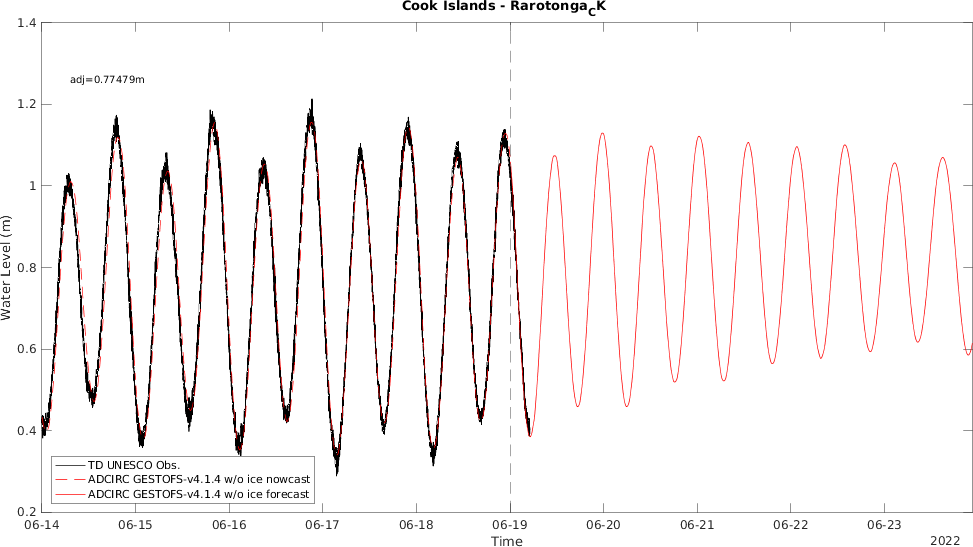 Cook Islands - Rarotonga_CK
1.4
adj=0.77479m
1.2
1
0.8
Water Level (m)
0.6
0.4
TD UNESCO Obs.
ADCIRC GESTOFS-v4.1.4 w/o ice nowcast
ADCIRC GESTOFS-v4.1.4 w/o ice forecast
0.2
06-14 06-15 06-16 06-17 06-18 06-19 06-20 06-21 06-22 06-23
Time
2022